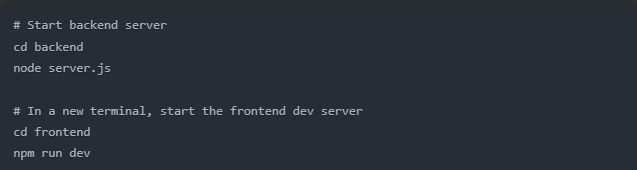 # Start backend server
cd backend
node server.js

# In a new terminal, start the frontend dev server
cd frontend
npm run dev